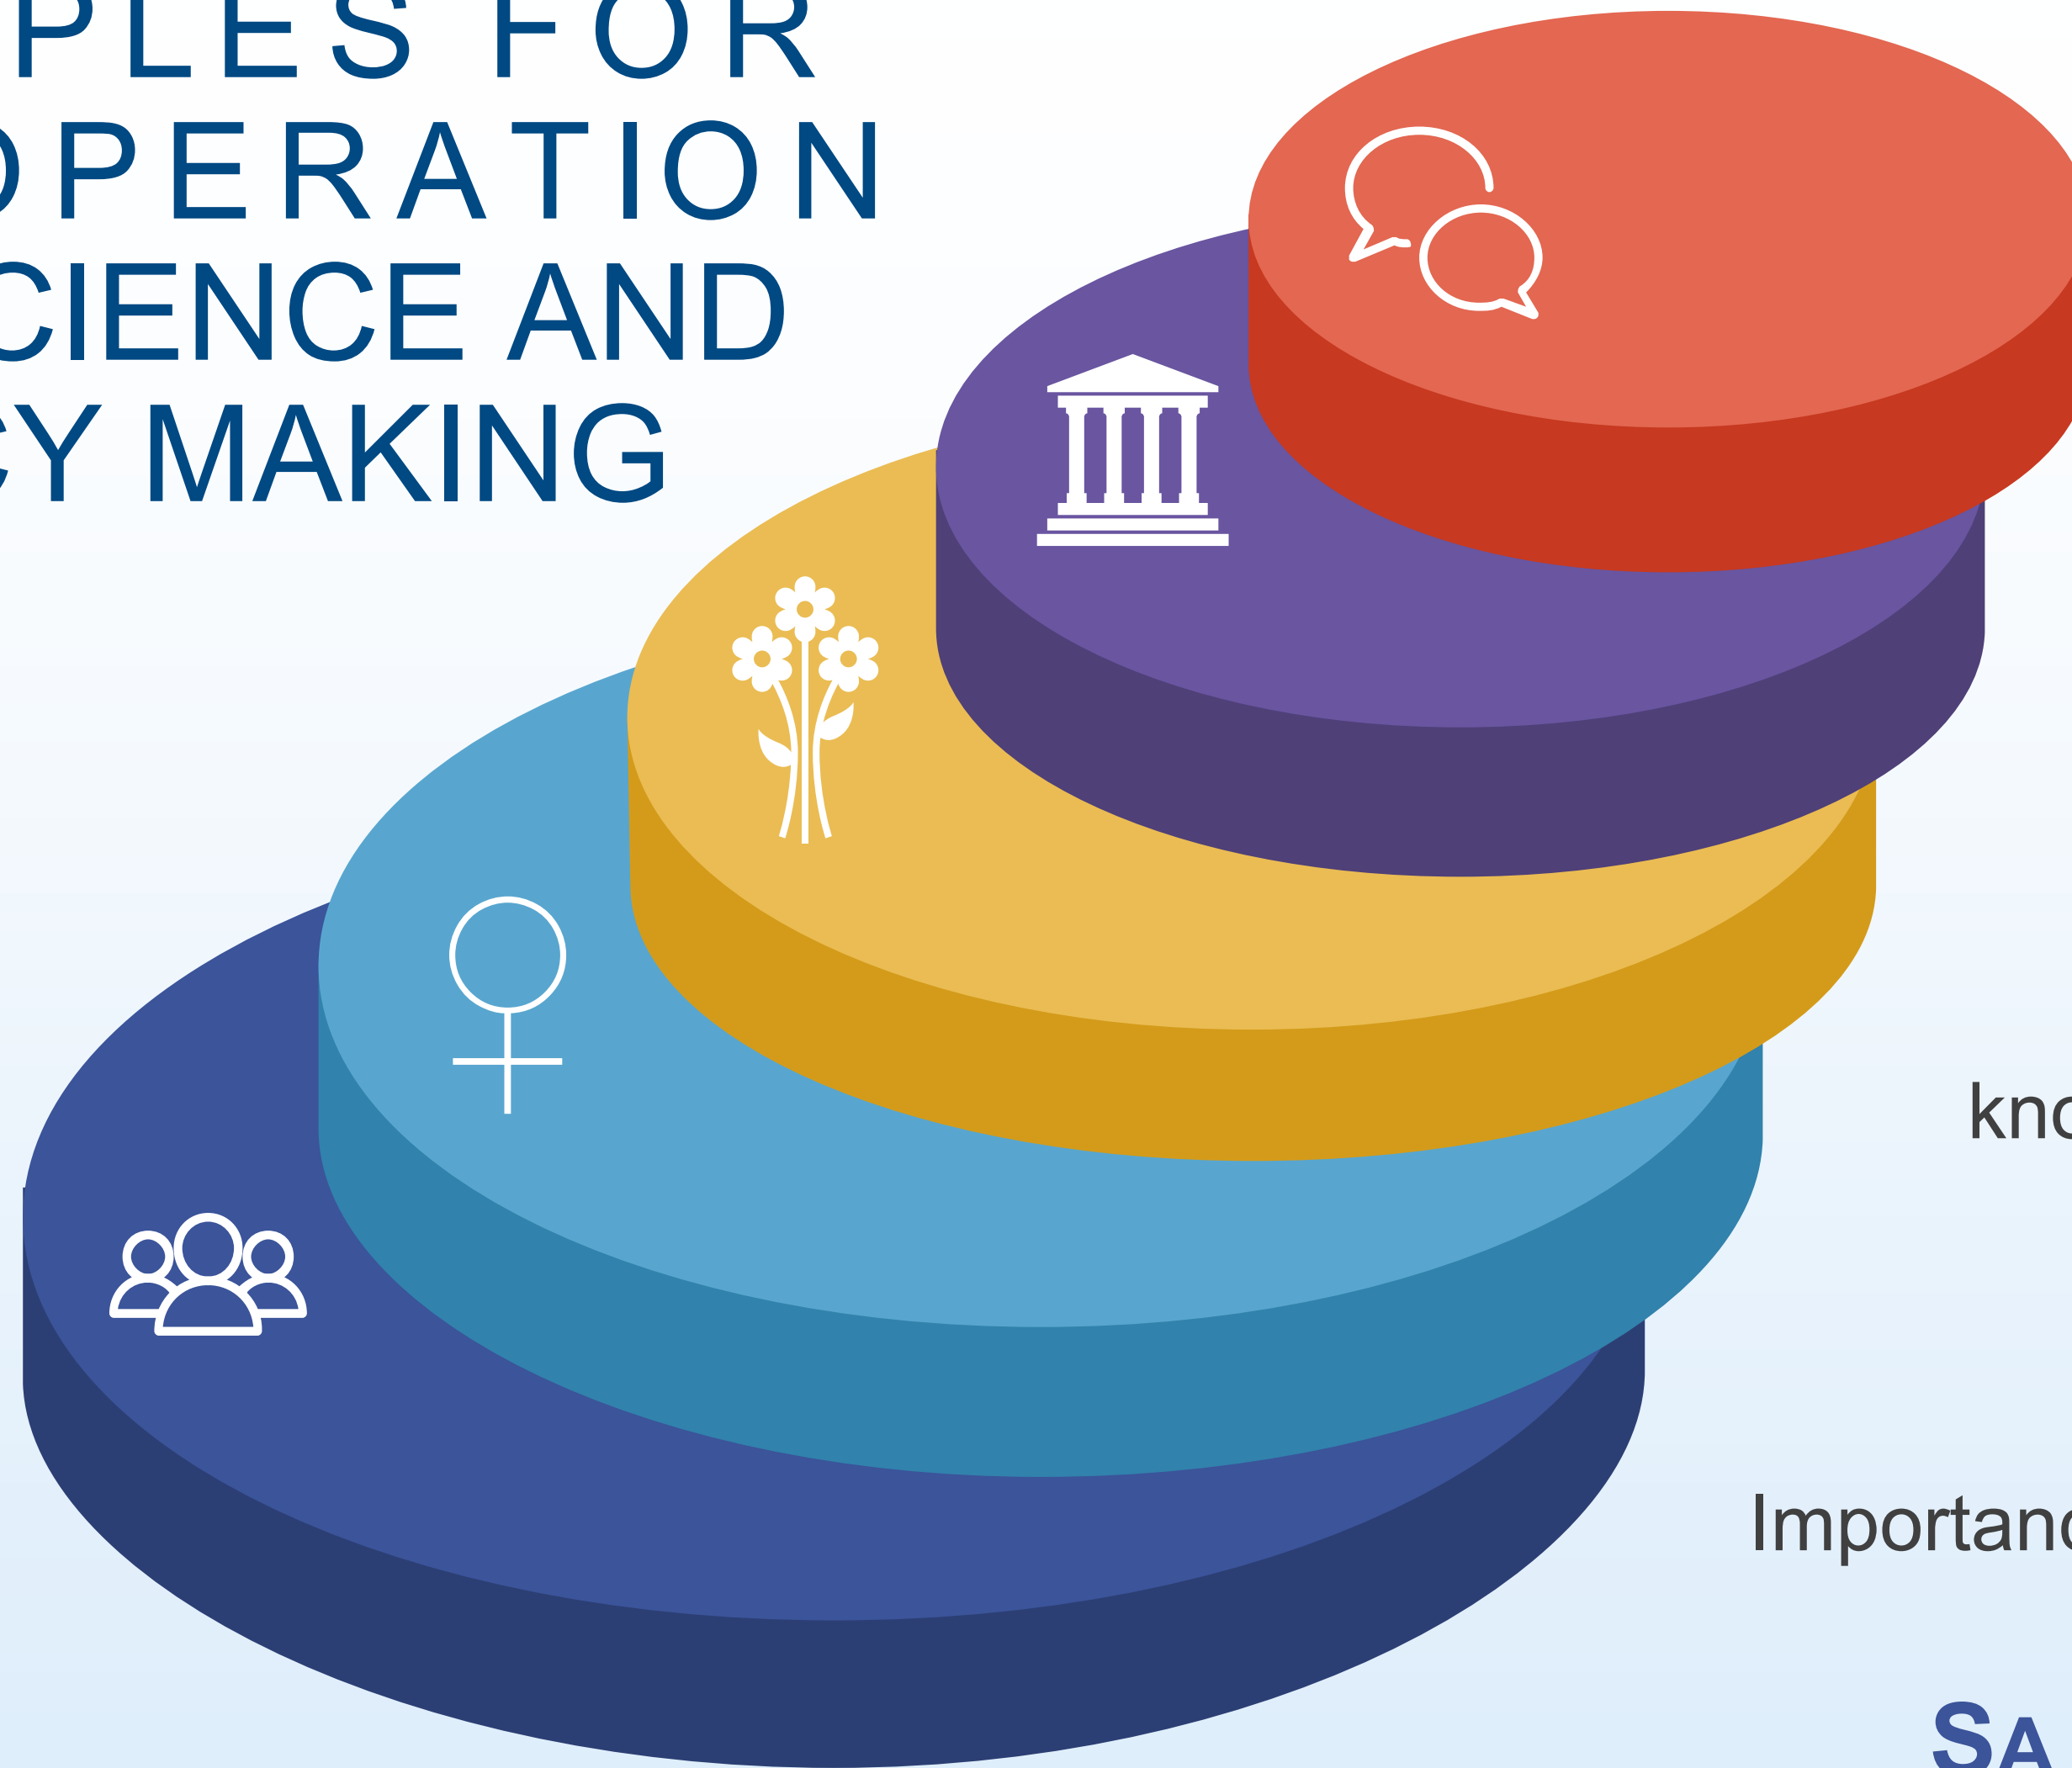 PLES FOR
OPERATION
CIENCE AND
CY MAKING
kno
Importanc
SA